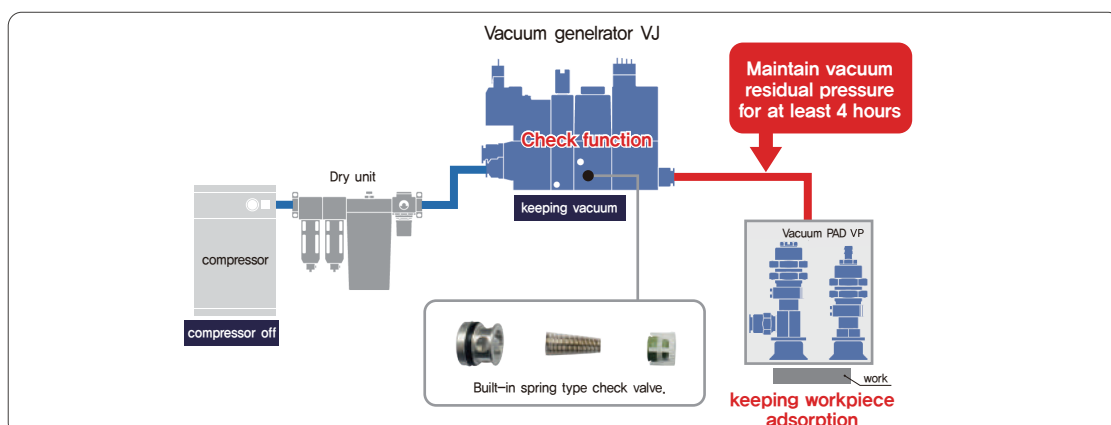 Vacuum genelrator VJ
Maintain vacuum
residual pressure
for at least 4 hours
Check function
Dry unit
keeping vacuum
Vacuum PAD VP
compressor
compressor off
Built-in spring type check valve.
work
keeping workpiece
adsorption